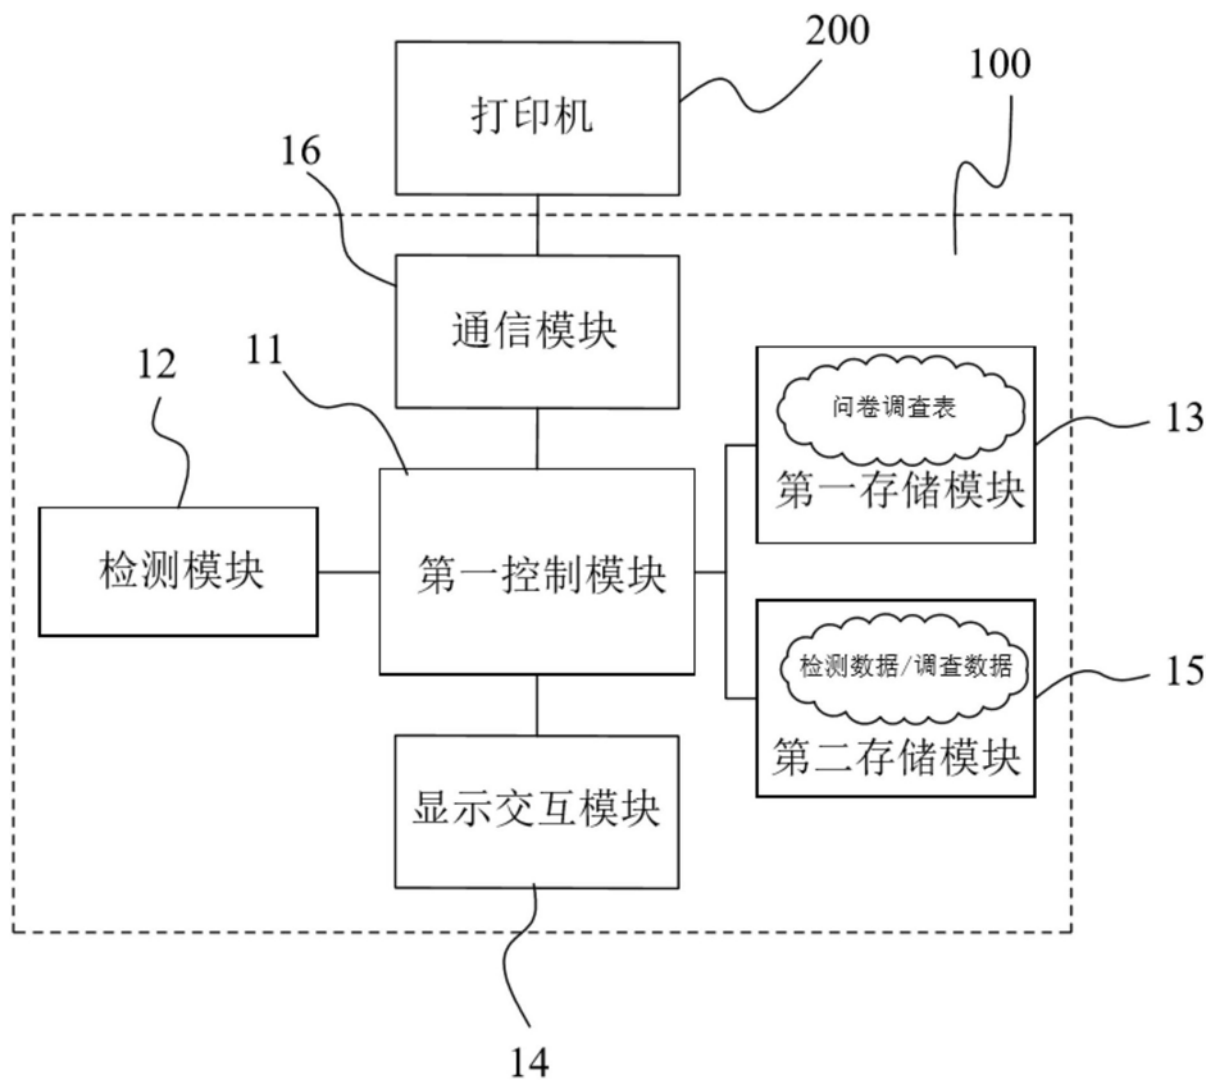 200
打印机
100
16
通信模块
11
12
问卷调查表
13
第一存储模块
检测模块
第一控制模块
检测数据/调查数据
15
第二存储模块
显示交互模块
14